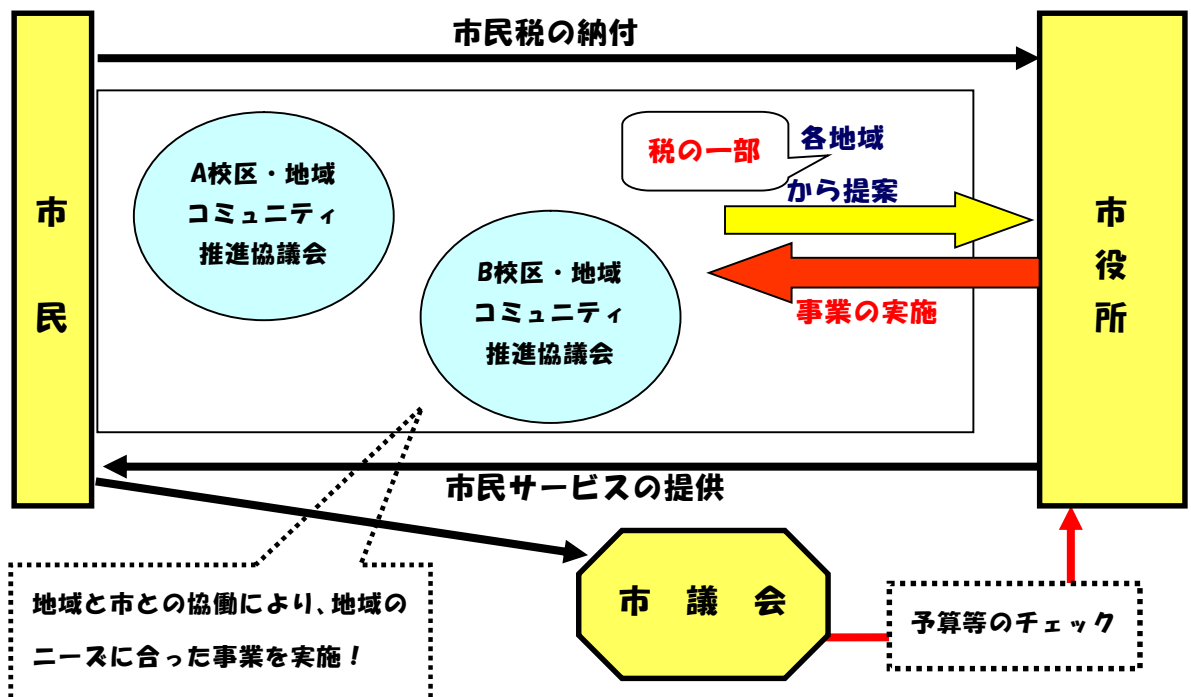 市民税の納付
市民
A校区・地域
コミュニティ
推進協議会
B校区・地域
コミュニティ
推進協議会
税の一部
各地域
から提案
事業の実施
市役所
市民サービスの提供
地域と市との協働により、地域の
ニーズに合った事業を実施！
市議会
予算等のチェック